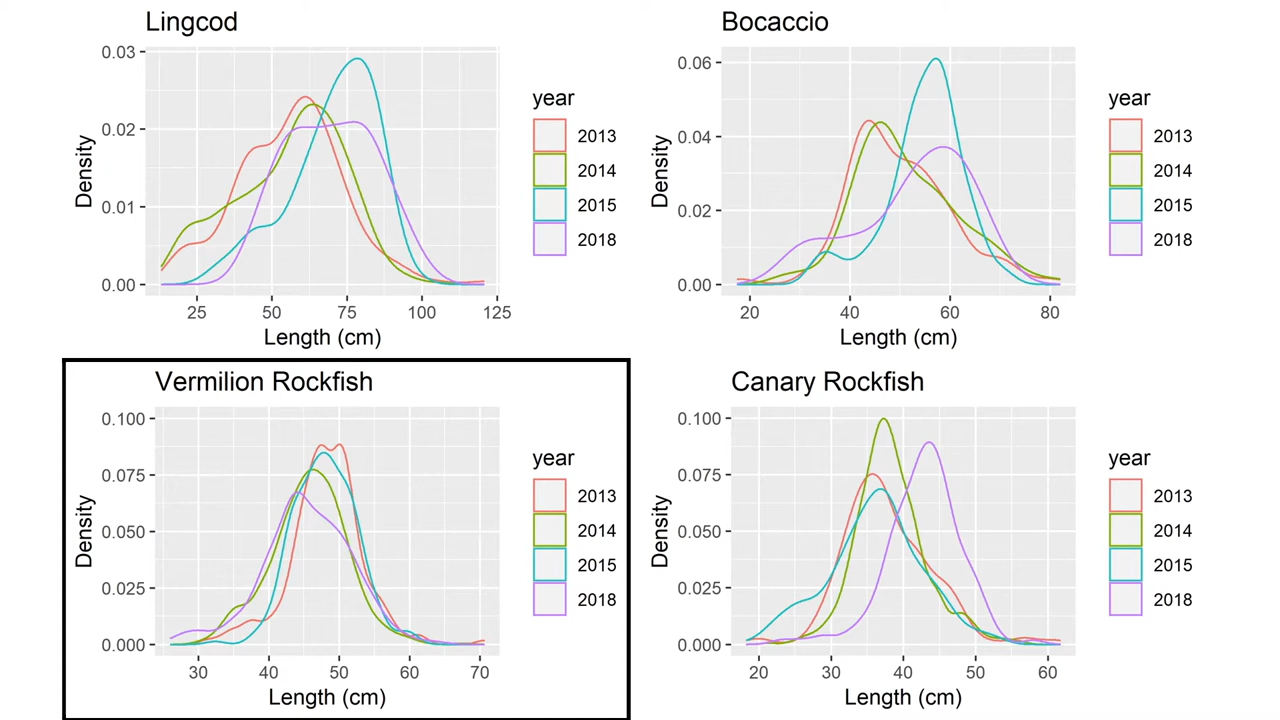 Lingcod
0.03
0.02
0.01
0.00
Density
25 50 75 100 125
Length (cm)
year
2013
2014
2015
2018
Bocaccio
0.06
0.04
0.02
0.00
Density
20 40 60 80
Length (cm)
year
2013
2014
2015
2018
Vermilion Rockfish
0.100
0.075
0.050
0.025
0.000
Density
30 40 50 60 70
Length (cm)
year
2013
2014
2015
2018
Canary Rockfish
0.100
0.075
0.050
0.025
0.000
Density
20 30 40 50 60
Length (cm)
year
2013
2014
2015
2018